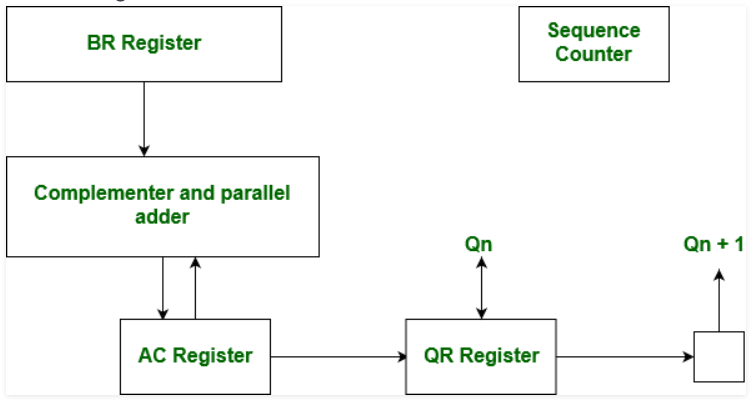 BR Register
Sequence
Counter
Complementer and parallel
adder
Qn
Qn + 1
AC Register
QR Register